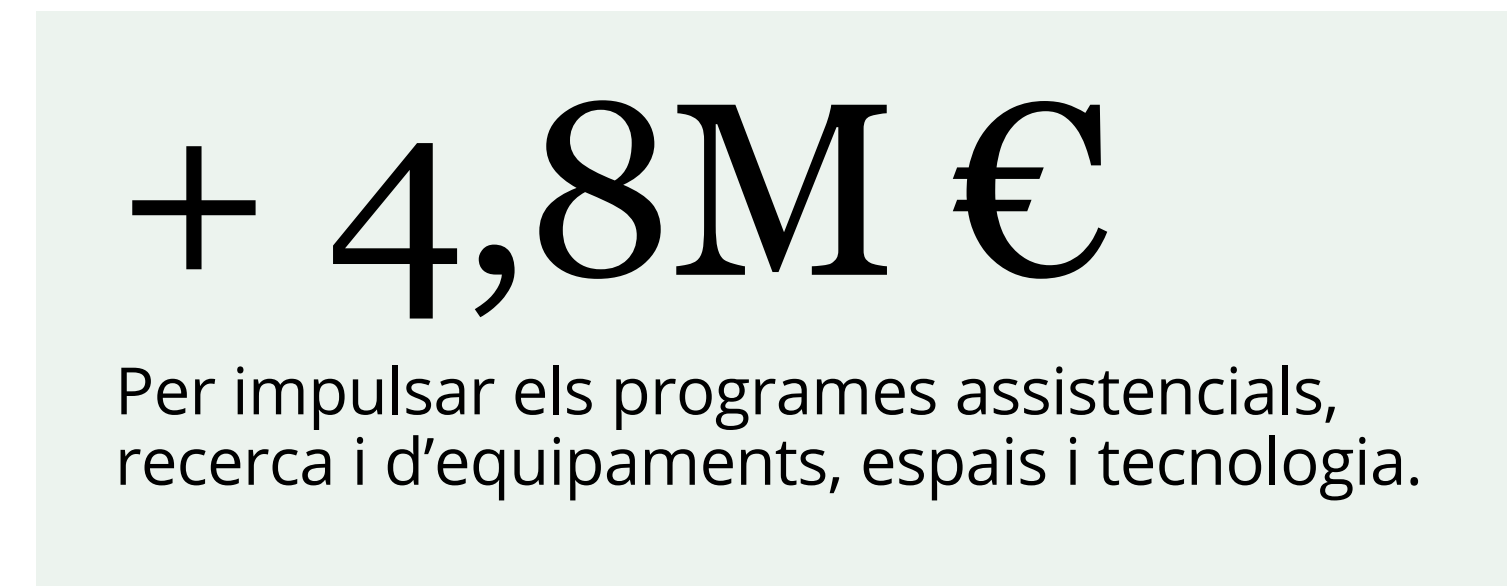 + 4,8M €
Per impulsar els programes assistencials,
recerca i d’equipaments, espais i tecnologia.